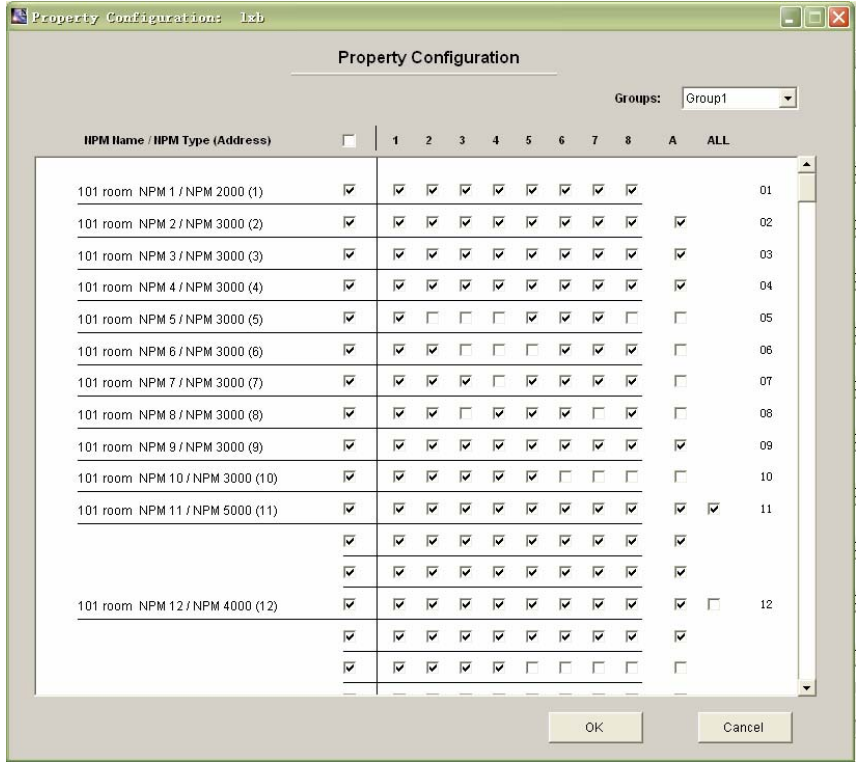 Property Configuration: lxb
Property Configuration
Groups: Group1
NPM Name / NPM Type (Address) 1 2 3 4 5 6 7 8 A ALL
101 room NPM 1 / NPM 2000 (1) 01
101 room NPM 2 / NPM 3000 (2) 02
101 room NPM 3 / NPM 3000 (3) 03
101 room NPM 4 / NPM 3000 (4) 04
101 room NPM 5 / NPM 3000 (5) 05
101 room NPM 6 / NPM 3000 (6) 06
101 room NPM 7 / NPM 3000 (7) 07
101 room NPM 8 / NPM 3000 (8) 08
101 room NPM 9 / NPM 3000 (9) 09
101 room NPM 10 / NPM 3000 (10) 10
101 room NPM 11 / NPM 5000 (11) 11
101 room NPM 12 / NPM 4000 (12) 12
OK Cancel